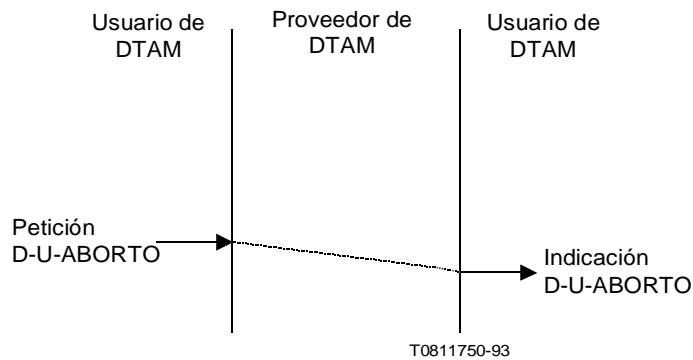 Usuario de
DTAM
Proveedor de
DTAM
Usuario de
DTAM
Petición
D-U-ABORTO
Indicación
D-U-ABORTO
T0811750-93